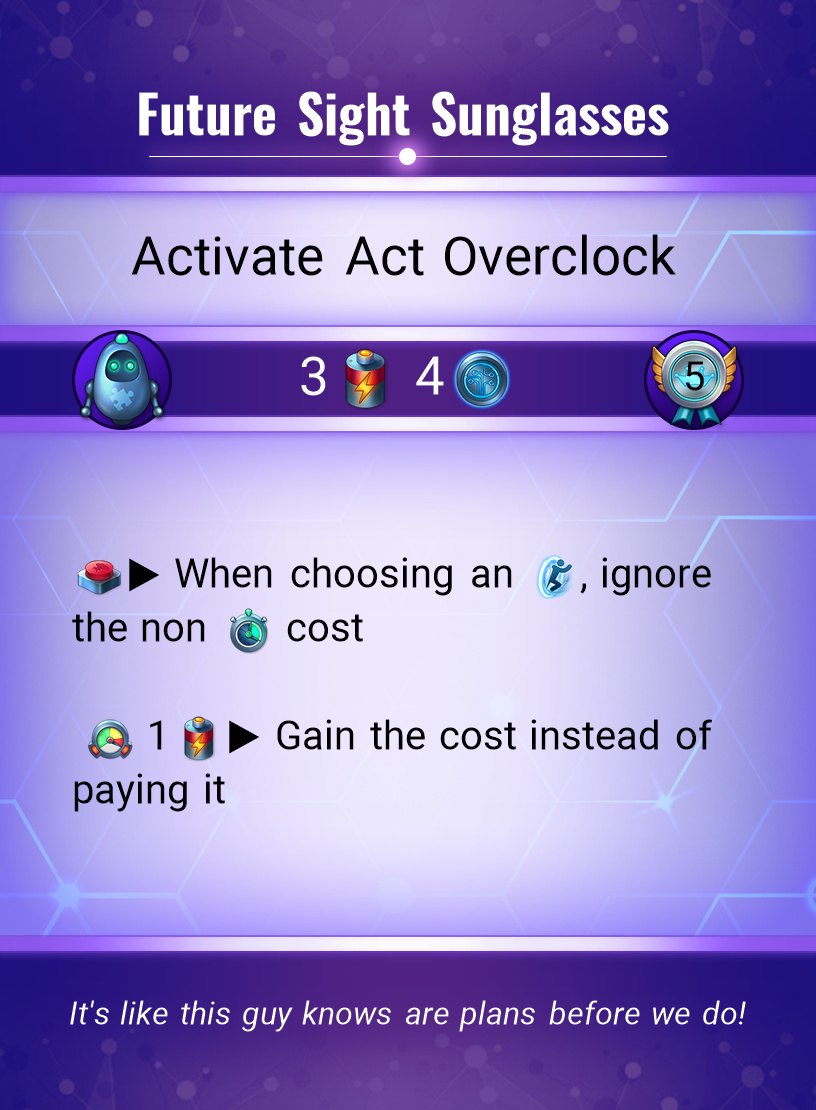 Future Sight Sunglasses
Activate Act Overclock
3 4 5
▶ When choosing an , ignore
the non cost
1 ▶ Gain the cost instead of
paying it
It's like this guy knows are plans before we do!